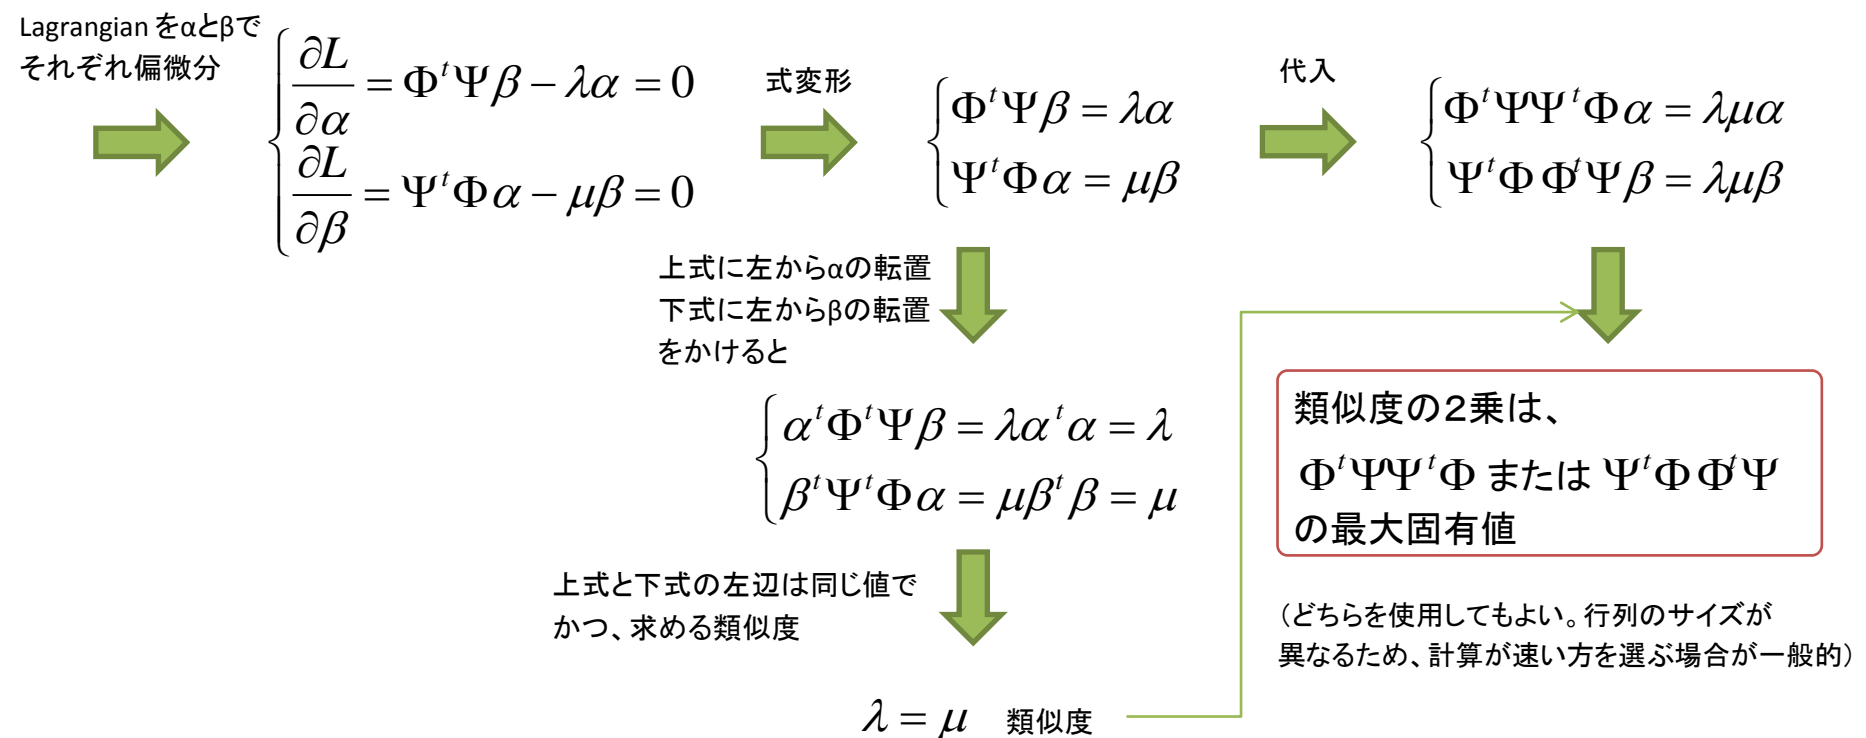 Lagrangian をαとβで
それぞれ偏微分
∂L/∂α = Φ^tΨβ − λα = 0
∂L/∂β = Ψ^tΦα − μβ = 0
式変形
Φ^tΨβ = λα
Ψ^tΦα = μβ
代入
Φ^tΨΨ^tΦα = λμα
Ψ^tΦΦ^tΨβ = λμβ
上式に左からαの転置
下式に左からβの転置
をかけると
α^tΦ^tΨβ = λα^tα = λ
β^tΨ^tΦα = μβ^tβ = μ
上式と下式の左辺は同じ値で
かつ、求める類似度
λ = μ 類似度
類似度の2乗は、
Φ^tΨΨ^tΦ または Ψ^tΦΦ^tΨ
の最大固有値
（どちらを使用してもよい。行列のサイズが
異なるため、計算が速い方を選ぶ場合が一般的）